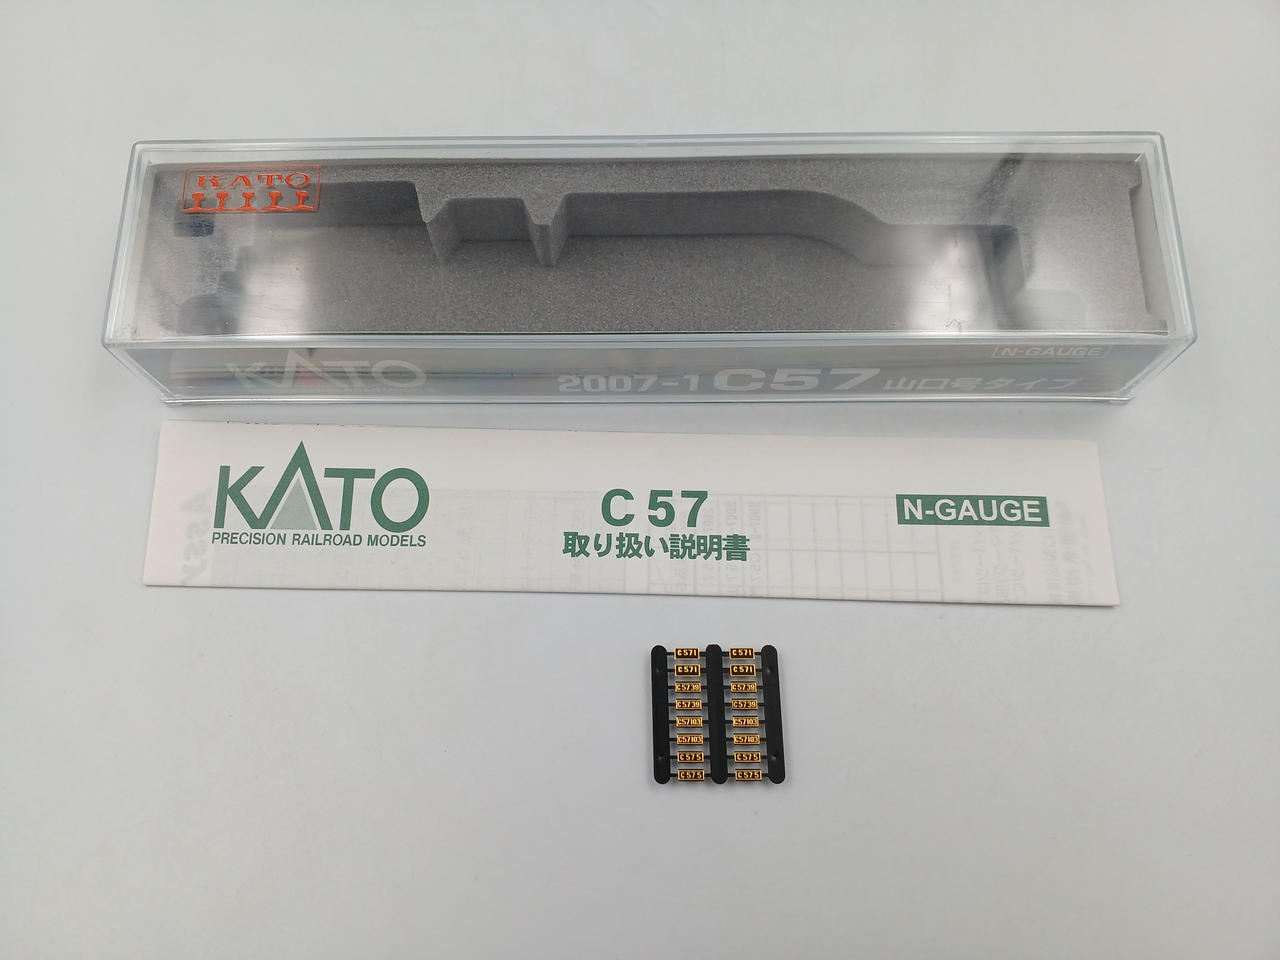 KATO
N-GAUGE
KATO
2007-1 C57 山口号タイプ
KATO
PRECISION RAILROAD MODELS
C57
取り扱い説明書
N-GAUGE
C571 C571
C571 C571
C5739 C5739
C5739 C5739
C57103 C57103
C57103 C57103
C575 C575
C575 C575